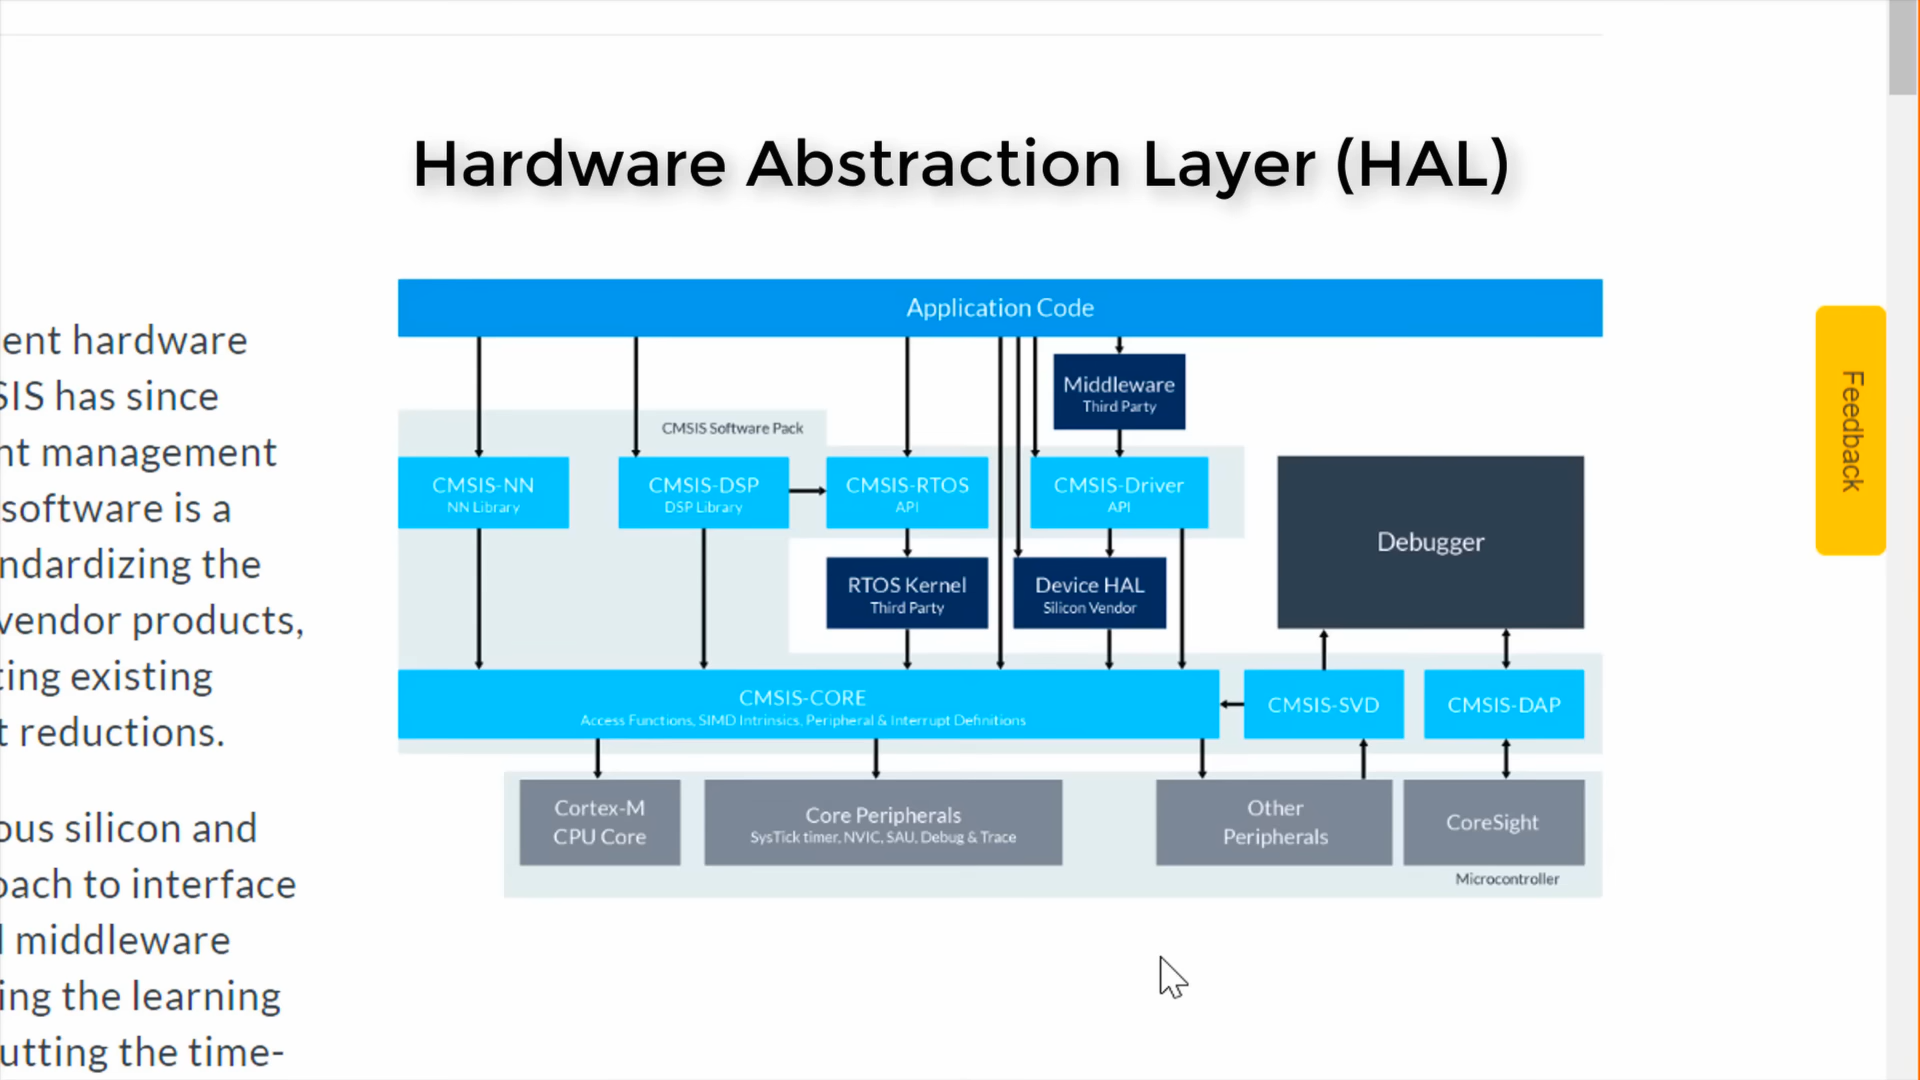 Hardware Abstraction Layer (HAL)
ent hardware
SIS has since
nt management
software is a
ndardizing the
vendor products,
ting existing
t reductions.
ous silicon and
oach to interface
middleware
ing the learning
utting the time-
Application Code
Middleware
Third Party
CMSIS Software Pack
CMSIS-NN
NN Library
CMSIS-DSP
DSP Library
CMSIS-RTOS
API
CMSIS-Driver
API
Debugger
RTOS Kernel
Third Party
Device HAL
Silicon Vendor
CMSIS-CORE
Access Functions, SIMD Intrinsics, Peripheral & Interrupt Definitions
CMSIS-SVD
CMSIS-DAP
Cortex-M
CPU Core
Core Peripherals
SysTick timer, NVIC, SAU, Debug & Trace
Other
Peripherals
CoreSight
Microcontroller
Feedback